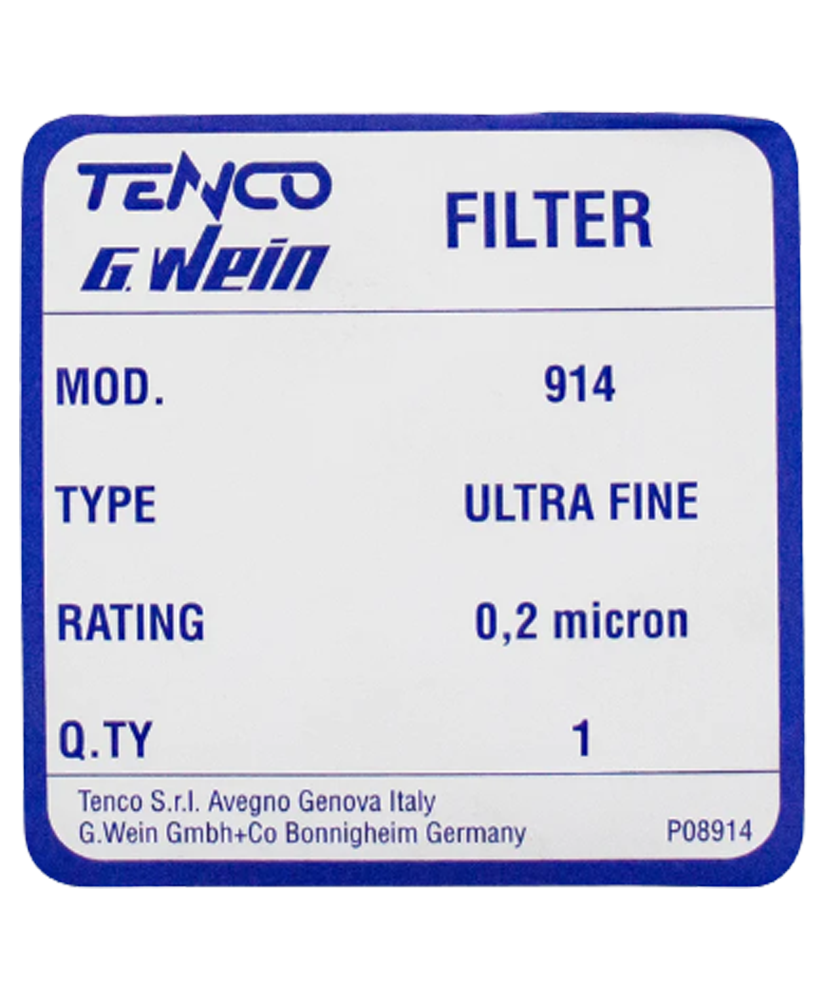 TENCO
G.Wein
FILTER
MOD. 914
TYPE ULTRA FINE
RATING 0,2 micron
Q.TY 1
Tenco S.r.l. Avegno Genova Italy
G.Wein Gmbh+Co Bonnigheim Germany P08914